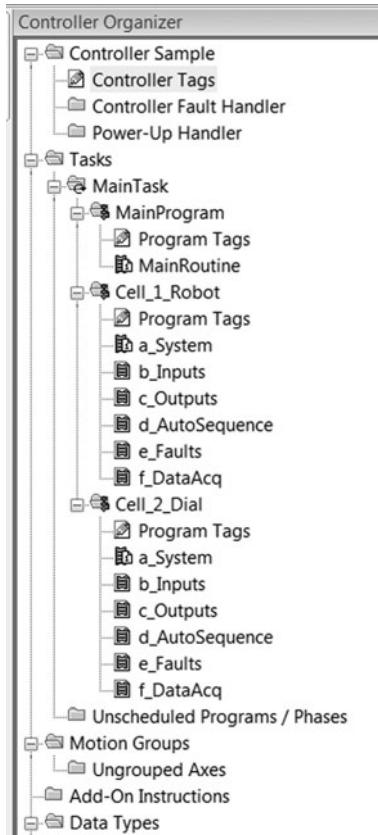 Controller Organizer
Controller Sample
Controller Tags
Controller Fault Handler
Power-Up Handler
Tasks
MainTask
MainProgram
Program Tags
MainRoutine
Cell_1_Robot
Program Tags
a_System
b_Inputs
c_Outputs
d_AutoSequence
e_Faults
f_DataAcq
Cell_2_Dial
Program Tags
a_System
b_Inputs
c_Outputs
d_AutoSequence
e_Faults
f_DataAcq
Unscheduled Programs / Phases
Motion Groups
Ungrouped Axes
Add-On Instructions
Data Types